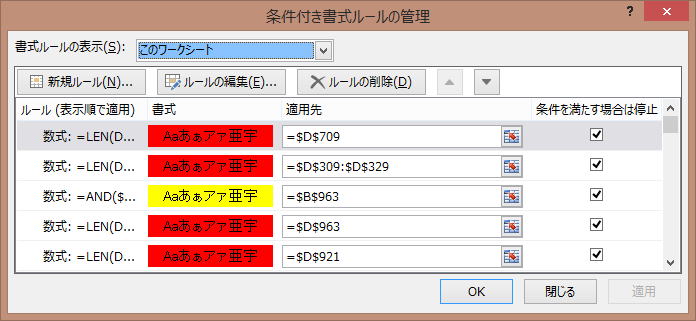 条件付き書式ルールの管理
? ×
書式ルールの表示(S): このワークシート
新規ルール(N)... ルールの編集(E)... ルールの削除(D)
ルール (表示順で適用) 書式 適用先 条件を満たす場合は停止
数式: =LEN(D... Aaあぁアァ亜宇 =$D$709
数式: =LEN(D... Aaあぁアァ亜宇 =$D$309:$D$329
数式: =AND($... Aaあぁアァ亜宇 =$B$963
数式: =LEN(D... Aaあぁアァ亜宇 =$D$963
数式: =LEN(D... Aaあぁアァ亜宇 =$D$921
OK 閉じる 適用